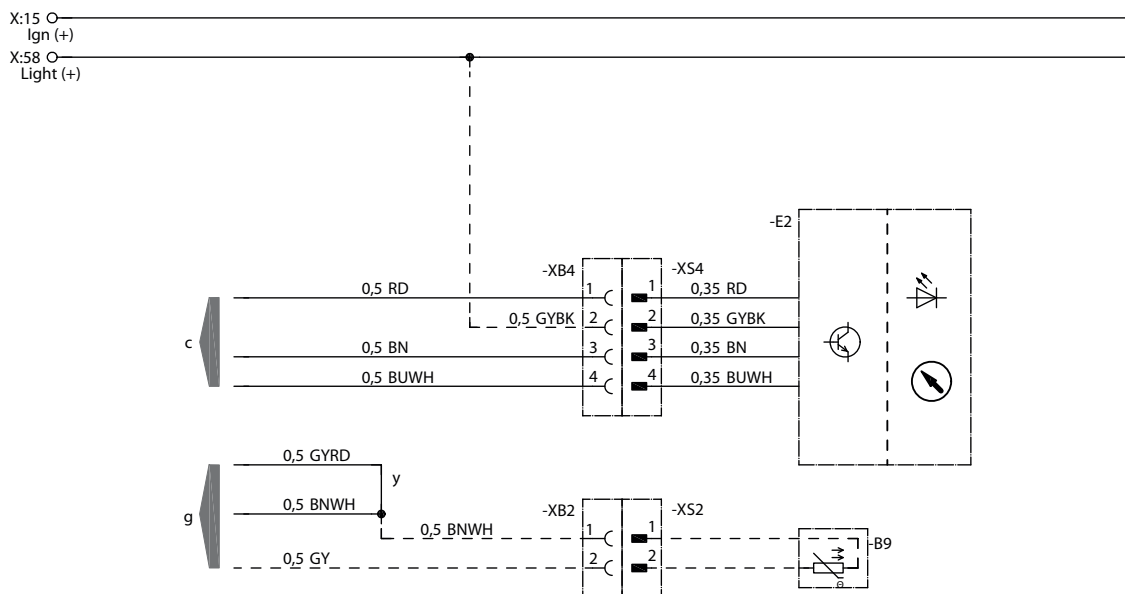 X:15
Ign (+)
X:58
Light (+)
-E2
-XB4 -XS4
0,5 RD 1 1 0,35 RD
0,5 GYBK 2 2 0,35 GYBK
c
0,5 BN 3 3 0,35 BN
0,5 BUWH 4 4 0,35 BUWH
0,5 GYRD
y
g
0,5 BNWH
-XB2 -XS2
0,5 BNWH 1 1
-B9
0,5 GY 2 2
Θ